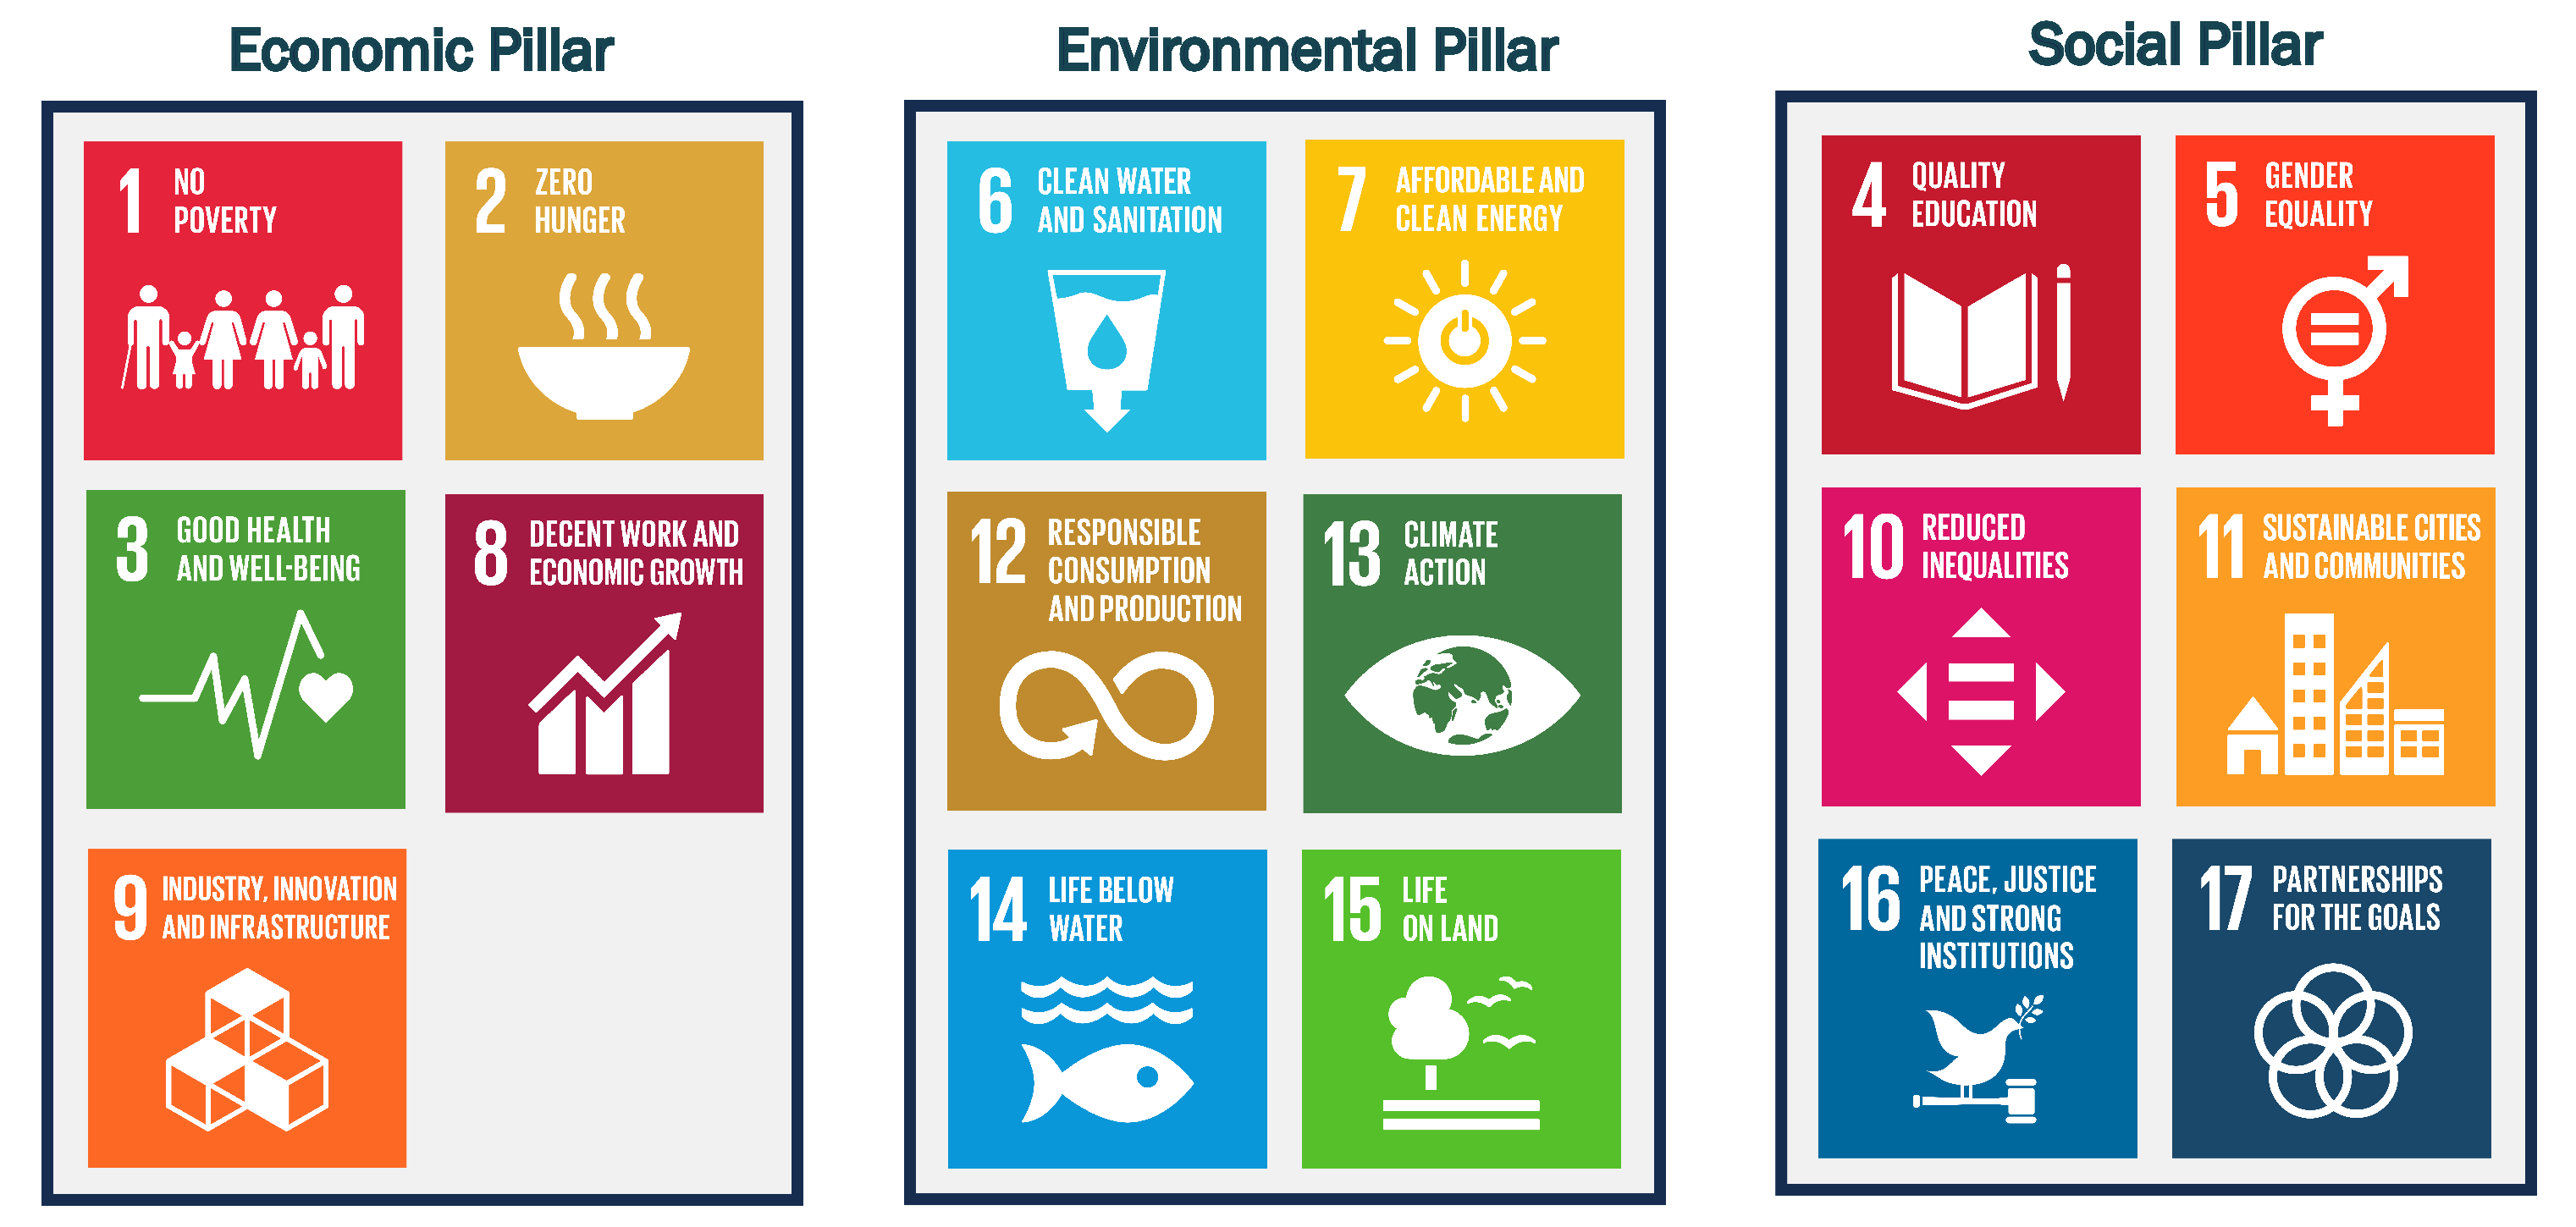 Economic Pillar
1 NO
POVERTY
2 ZERO
HUNGER
3 GOOD HEALTH
AND WELL-BEING
8 DECENT WORK AND
ECONOMIC GROWTH
9 INDUSTRY, INNOVATION
AND INFRASTRUCTURE
Environmental Pillar
6 CLEAN WATER
AND SANITATION
7 AFFORDABLE AND
CLEAN ENERGY
12 RESPONSIBLE
CONSUMPTION
AND PRODUCTION
13 CLIMATE
ACTION
14 LIFE BELOW
WATER
15 LIFE
ON LAND
Social Pillar
4 QUALITY
EDUCATION
5 GENDER
EQUALITY
10 REDUCED
INEQUALITIES
11 SUSTAINABLE CITIES
AND COMMUNITIES
16 PEACE, JUSTICE
AND STRONG
INSTITUTIONS
17 PARTNERSHIPS
FOR THE GOALS